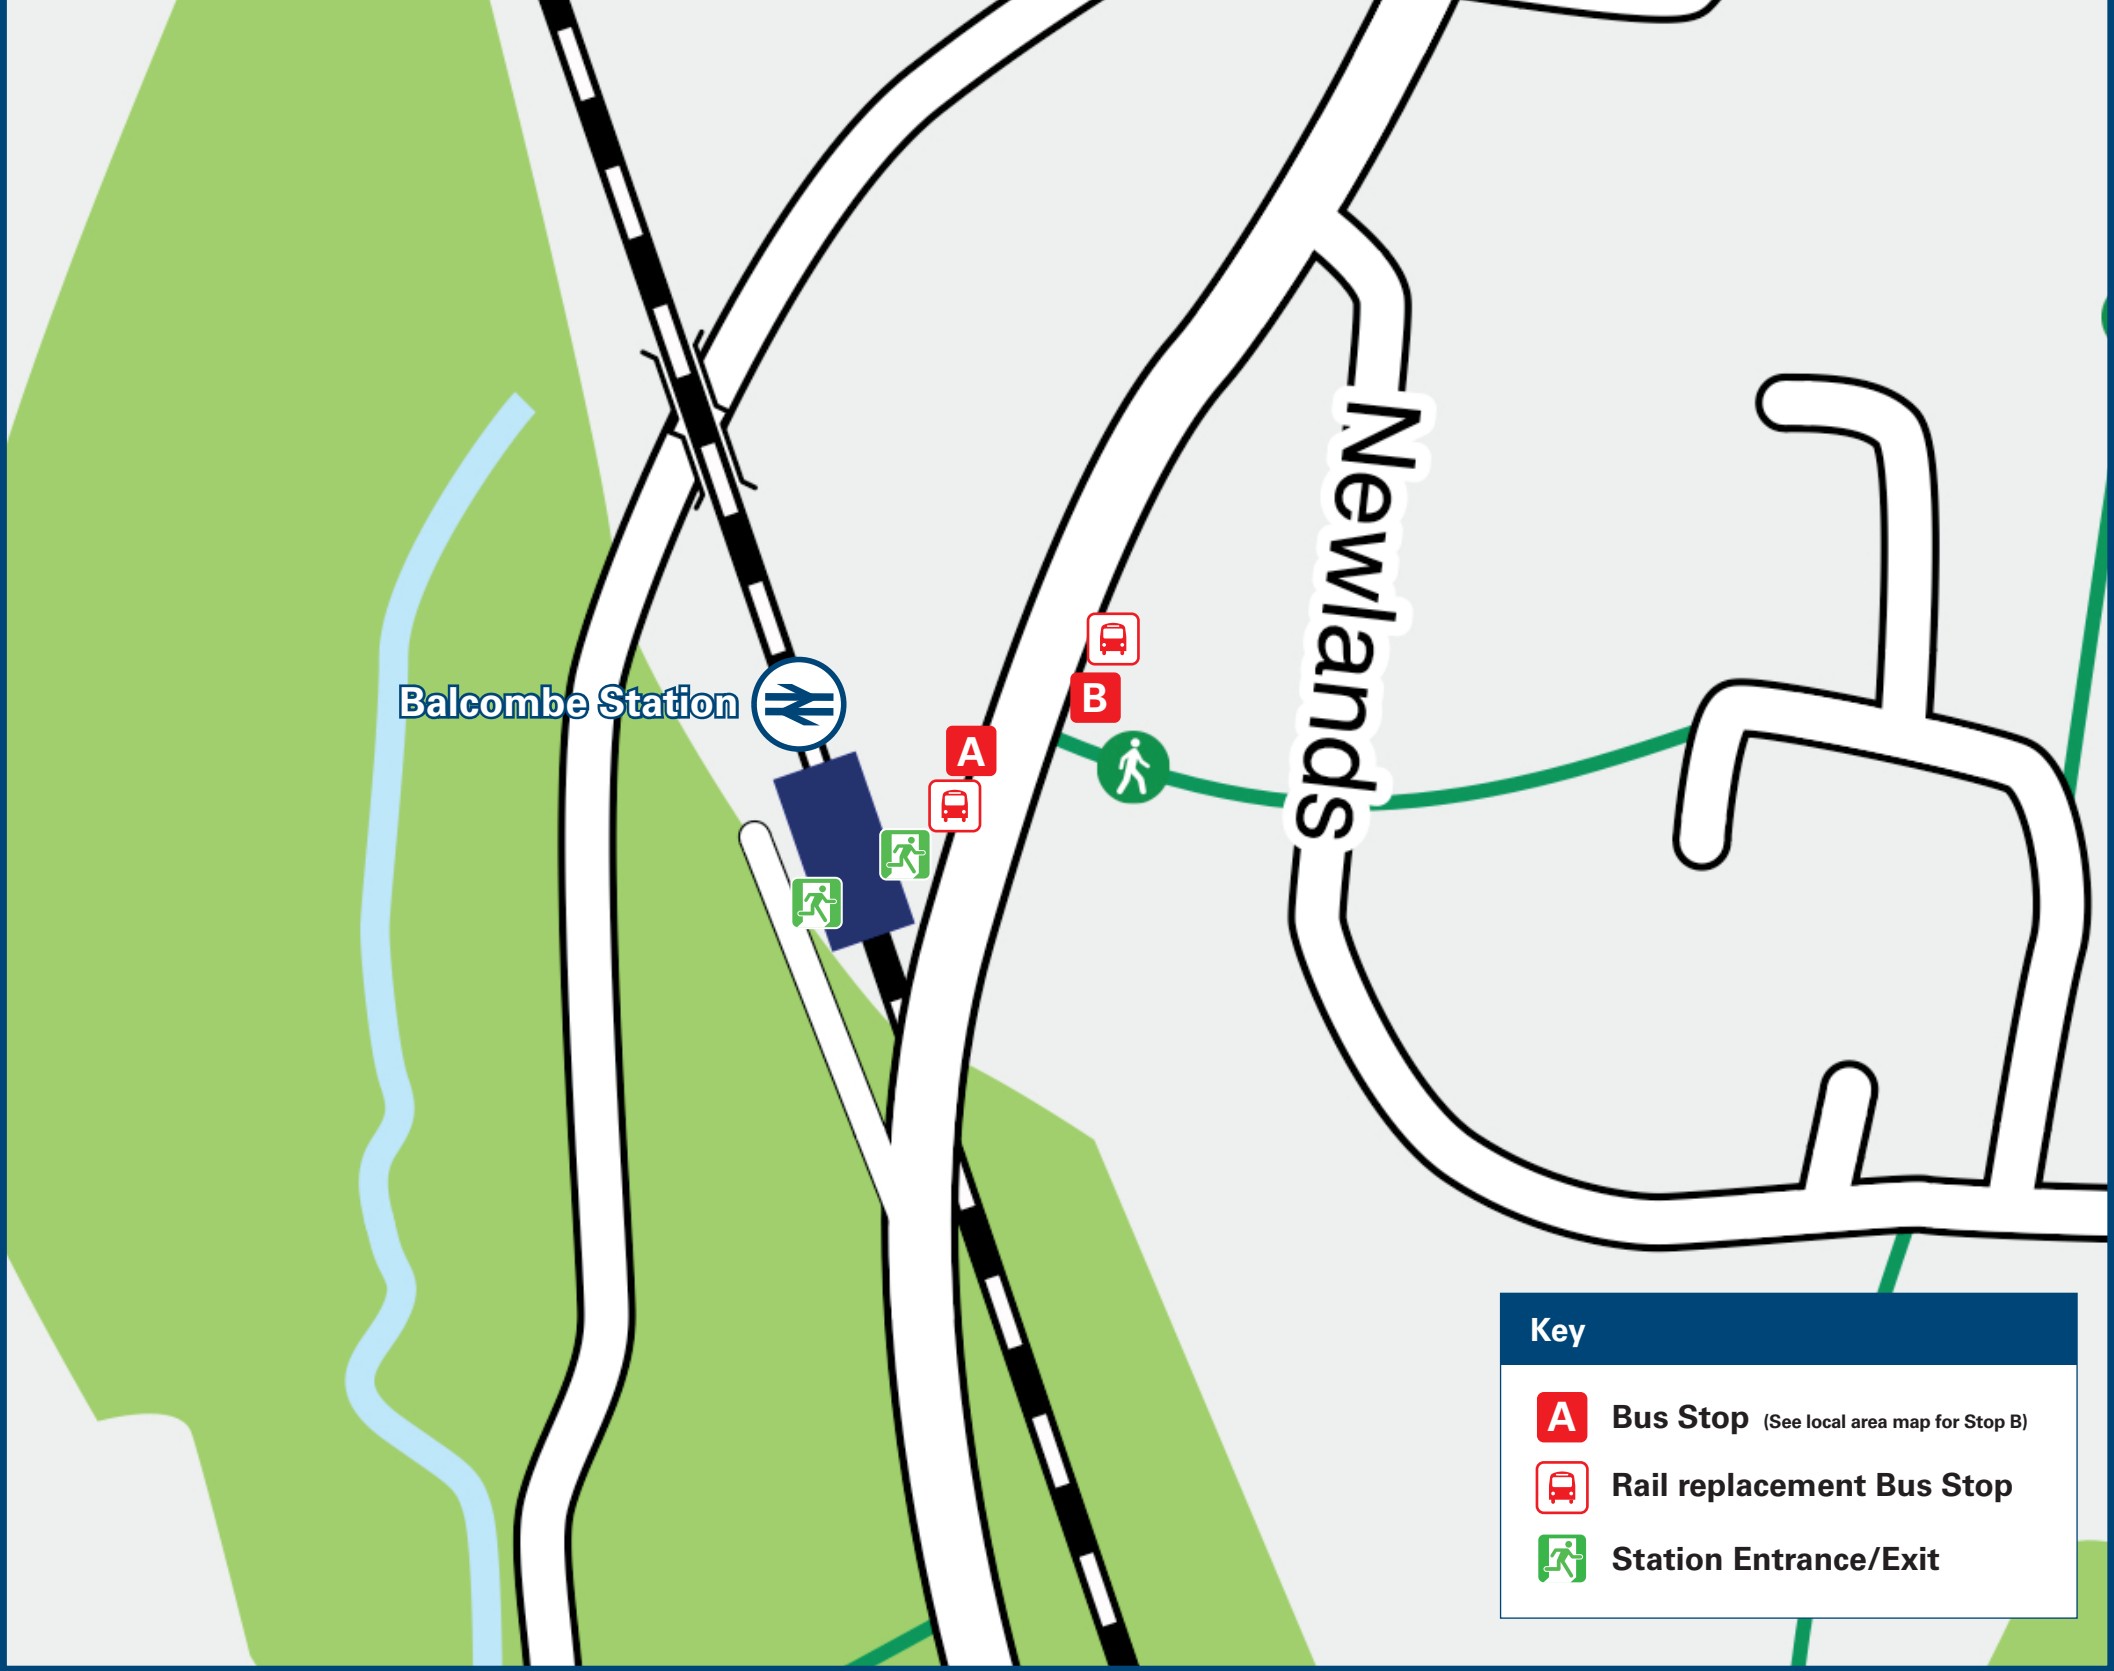 Newlands
Balcombe Station
B
A
Key
A Bus Stop (See local area map for Stop B)
Rail replacement Bus Stop
Station Entrance/Exit